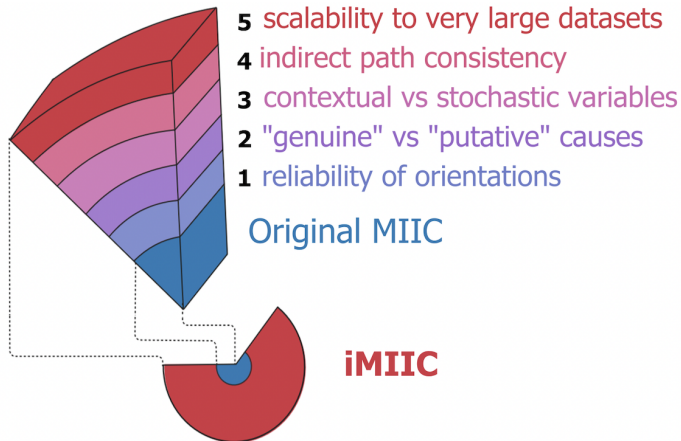 5 scalability to very large datasets
4 indirect path consistency
3 contextual vs stochastic variables
2 "genuine" vs "putative" causes
1 reliability of orientations
Original MIIC
iMIIC